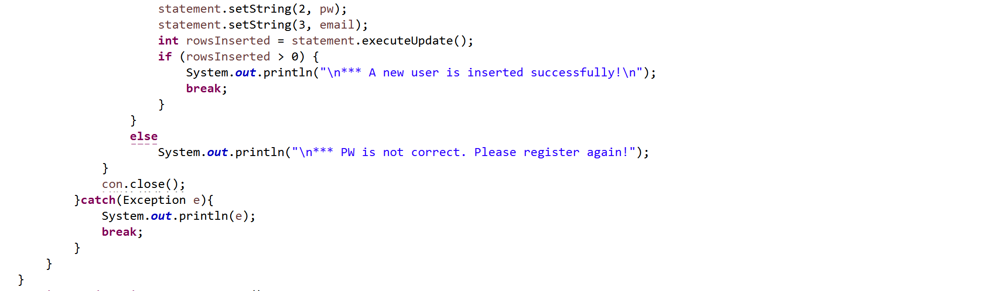 statement.setString(2, pw);
statement.setString(3, email);
int rowsInserted = statement.executeUpdate();
if (rowsInserted > 0) {
System.out.println("\n*** A new user is inserted successfully!\n");
break;
}
}
else
System.out.println("\n*** PW is not correct. Please register again!");
}
con.close();
}catch(Exception e){
System.out.println(e);
break;
}
}
}